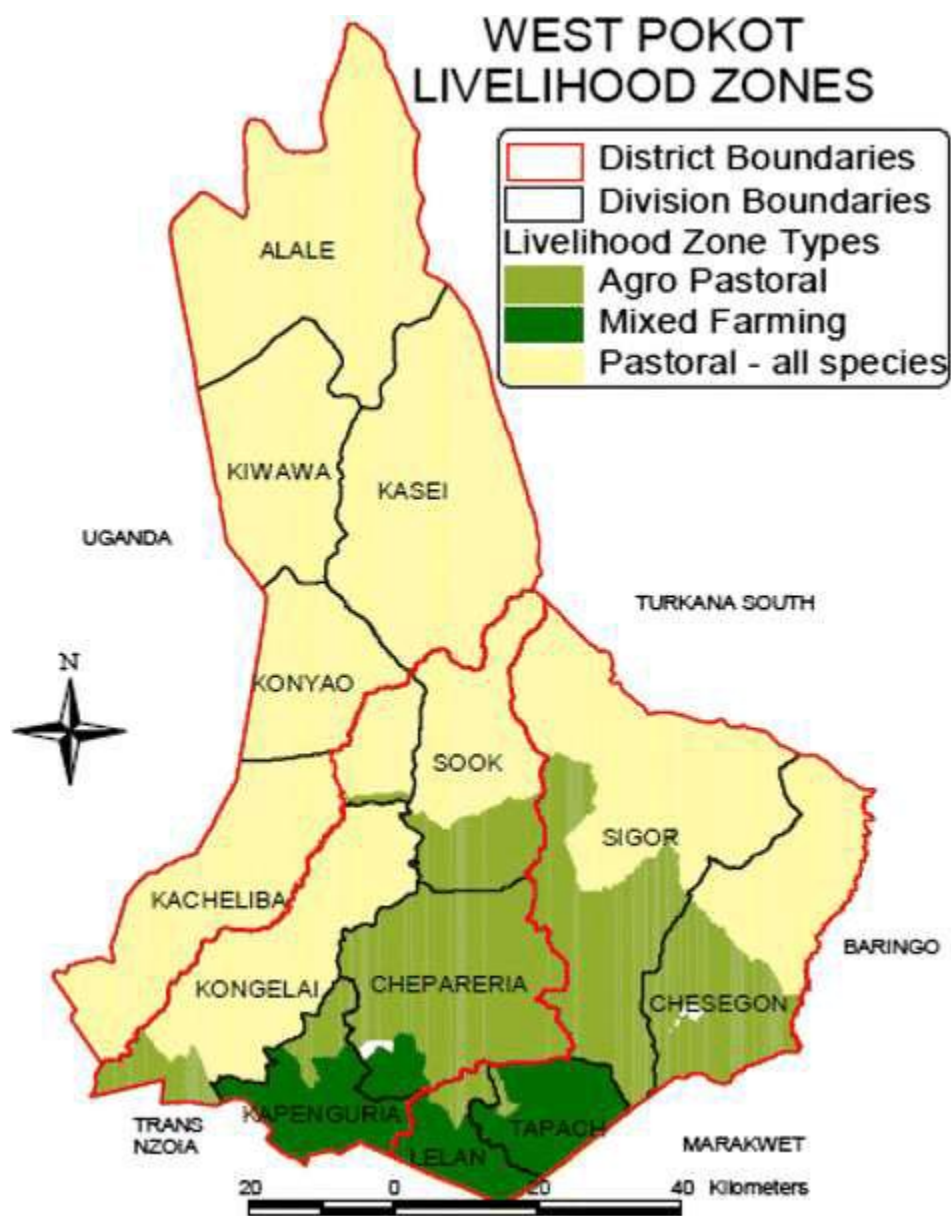 WEST POKOT
LIVELIHOOD ZONES
District Boundaries
Division Boundaries
Livelihood Zone Types
Agro Pastoral
Mixed Farming
Pastoral - all species
ALALE
KIWAWA
KASEI
UGANDA
TURKANA SOUTH
N
KONYAO
SOOK
SIGOR
KACHELIBA
BARINGO
KONGELAI
CHEPARERIA
CHESEGON
KAPENGURIA
TRANS
NZOIA
TAPACH
LELAN
MARAKWET
20 0 20 40 Kilometers